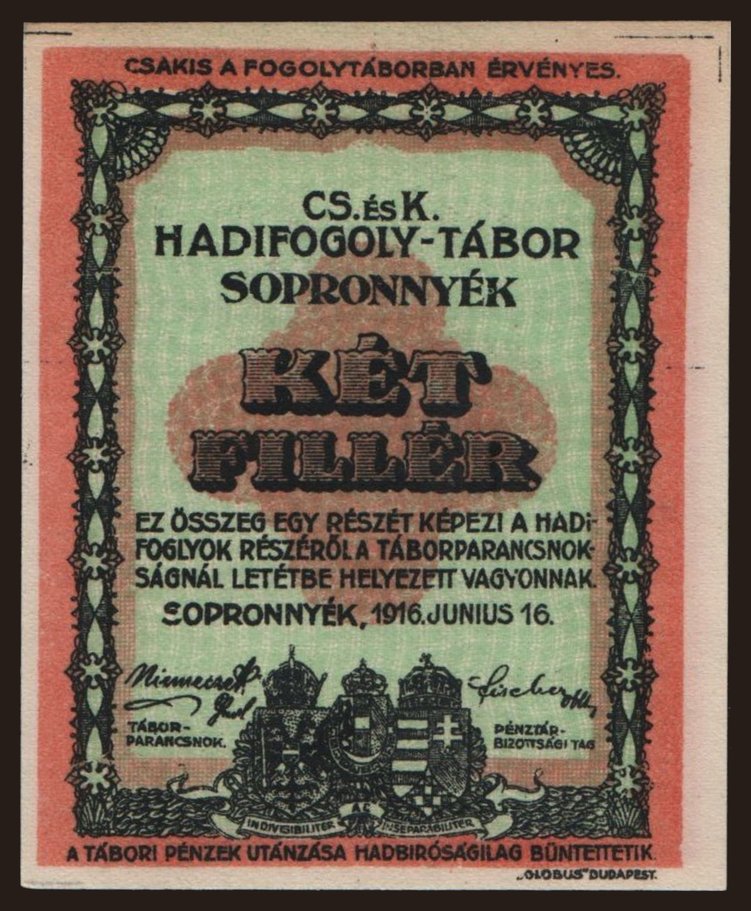 CSAKIS A FOGOLYTÁBORBAN ÉRVÉNYES.
CS. ÉS K.
HADIFOGOLY-TÁBOR
SOPRONNYÉK
KÉT
FILLÉR
EZ ÖSSZEG EGY RÉSZÉT KÉPEZI A HADI-
FOGLYOK RÉSZÉRŐL A TÁBORPARANCSNOK-
SÁGNÁL LETÉTBE HELYEZETT VAGYONNAK.
SOPRONNYÉK, 1916. JUNIUS 16.
TÁBOR-
PARANCSNOK.
PÉNZTÁR-
BIZOTTSÁGI TAG
INDIVISIBILITER AC INSEPARABILITER
A TÁBORI PÉNZEK UTÁNZÁSA HADBIRÓSÁGILAG BÜNTETTETIK.
„GLOBUS" BUDAPEST.